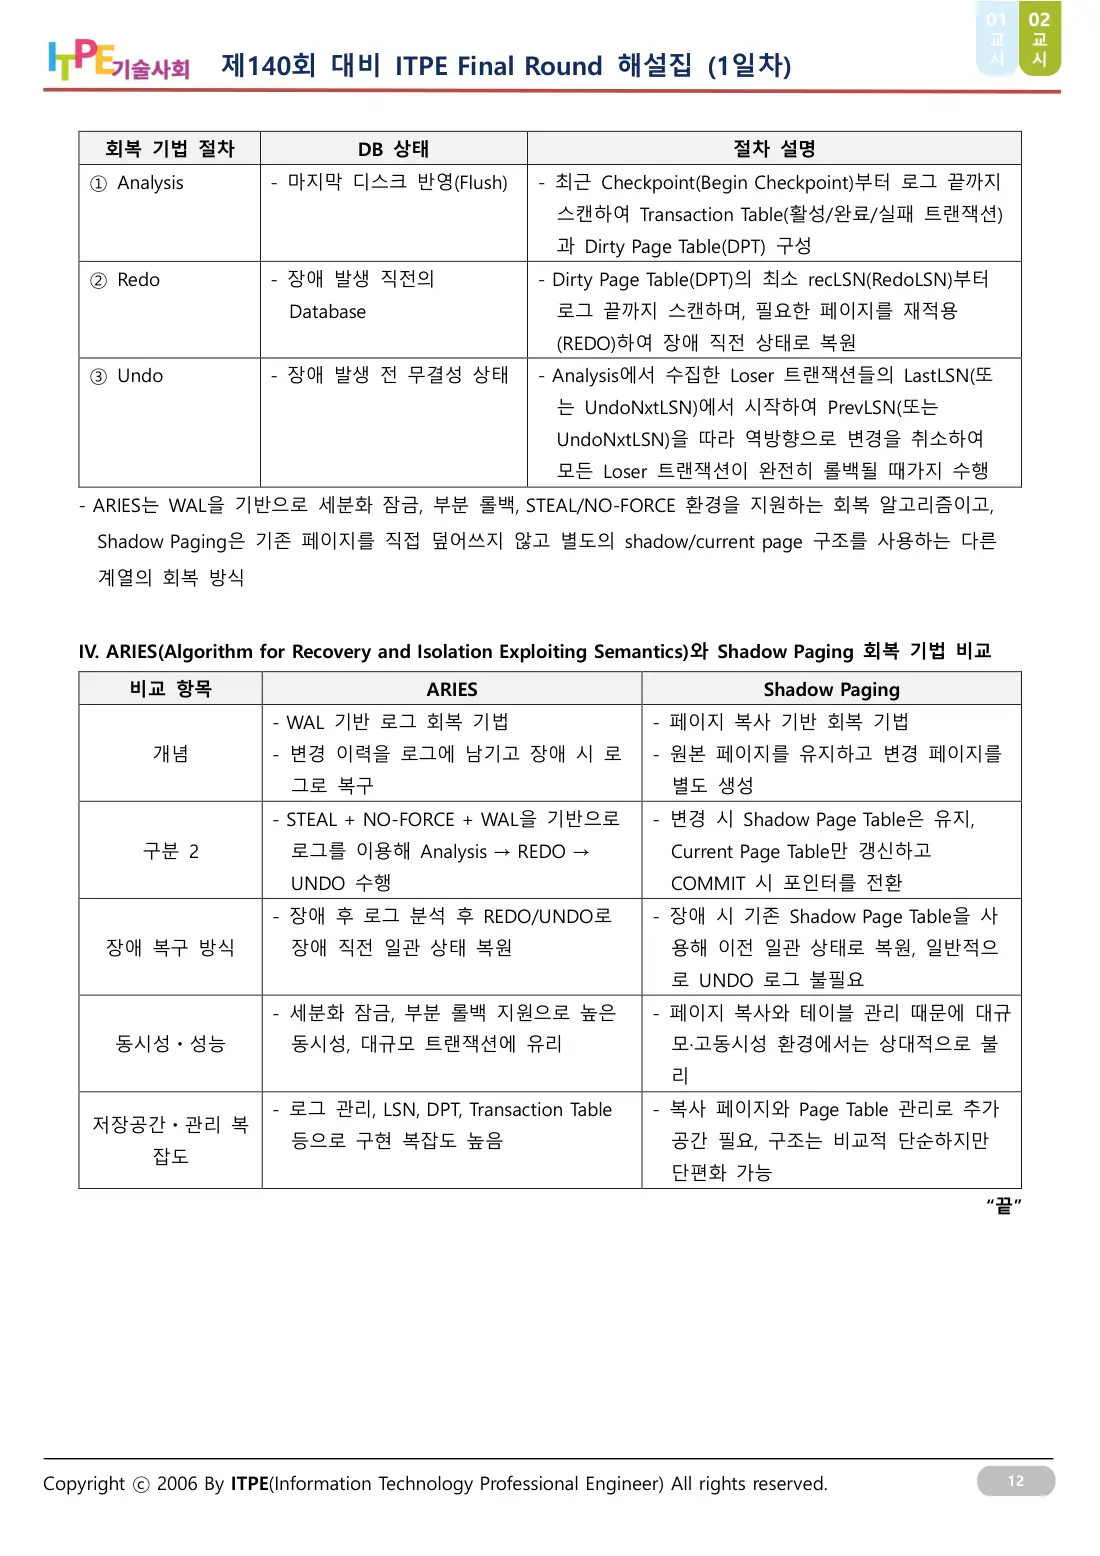 01 교시
02 교시
ITPE기술사회 제140회 대비 ITPE Final Round 해설집 (1일차)
회복 기법 절차 DB 상태 절차 설명
① Analysis - 마지막 디스크 반영(Flush) - 최근 Checkpoint(Begin Checkpoint)부터 로그 끝까지
스캔하여 Transaction Table(활성/완료/실패 트랜잭션)
과 Dirty Page Table(DPT) 구성
② Redo - 장애 발생 직전의 - Dirty Page Table(DPT)의 최소 recLSN(RedoLSN)부터
Database 로그 끝까지 스캔하며, 필요한 페이지를 재적용
(REDO)하여 장애 직전 상태로 복원
③ Undo - 장애 발생 전 무결성 상태 - Analysis에서 수집한 Loser 트랜잭션들의 LastLSN(또
는 UndoNxtLSN)에서 시작하여 PrevLSN(또는
UndoNxtLSN)을 따라 역방향으로 변경을 취소하여
모든 Loser 트랜잭션이 완전히 롤백될 때가지 수행
- ARIES는 WAL을 기반으로 세분화 잠금, 부분 롤백, STEAL/NO-FORCE 환경을 지원하는 회복 알고리즘이고,
Shadow Paging은 기존 페이지를 직접 덮어쓰지 않고 별도의 shadow/current page 구조를 사용하는 다른
계열의 회복 방식
IV. ARIES(Algorithm for Recovery and Isolation Exploiting Semantics)와 Shadow Paging 회복 기법 비교
비교 항목 ARIES Shadow Paging
개념
- WAL 기반 로그 회복 기법
- 변경 이력을 로그에 남기고 장애 시 로
그로 복구
- 페이지 복사 기반 회복 기법
- 원본 페이지를 유지하고 변경 페이지를
별도 생성
구분 2
- STEAL + NO-FORCE + WAL을 기반으로
로그를 이용해 Analysis → REDO →
UNDO 수행
- 변경 시 Shadow Page Table은 유지,
Current Page Table만 갱신하고
COMMIT 시 포인터를 전환
장애 복구 방식
- 장애 후 로그 분석 후 REDO/UNDO로
장애 직전 일관 상태 복원
- 장애 시 기존 Shadow Page Table을 사
용해 이전 일관 상태로 복원, 일반적으
로 UNDO 로그 불필요
동시성・성능
- 세분화 잠금, 부분 롤백 지원으로 높은
동시성, 대규모 트랜잭션에 유리
- 페이지 복사와 테이블 관리 때문에 대규
모·고동시성 환경에서는 상대적으로 불
리
저장공간・관리 복
잡도
- 로그 관리, LSN, DPT, Transaction Table
등으로 구현 복잡도 높음
- 복사 페이지와 Page Table 관리로 추가
공간 필요, 구조는 비교적 단순하지만
단편화 가능
“끝”
Copyright ⓒ 2006 By ITPE(Information Technology Professional Engineer) All rights reserved.
12